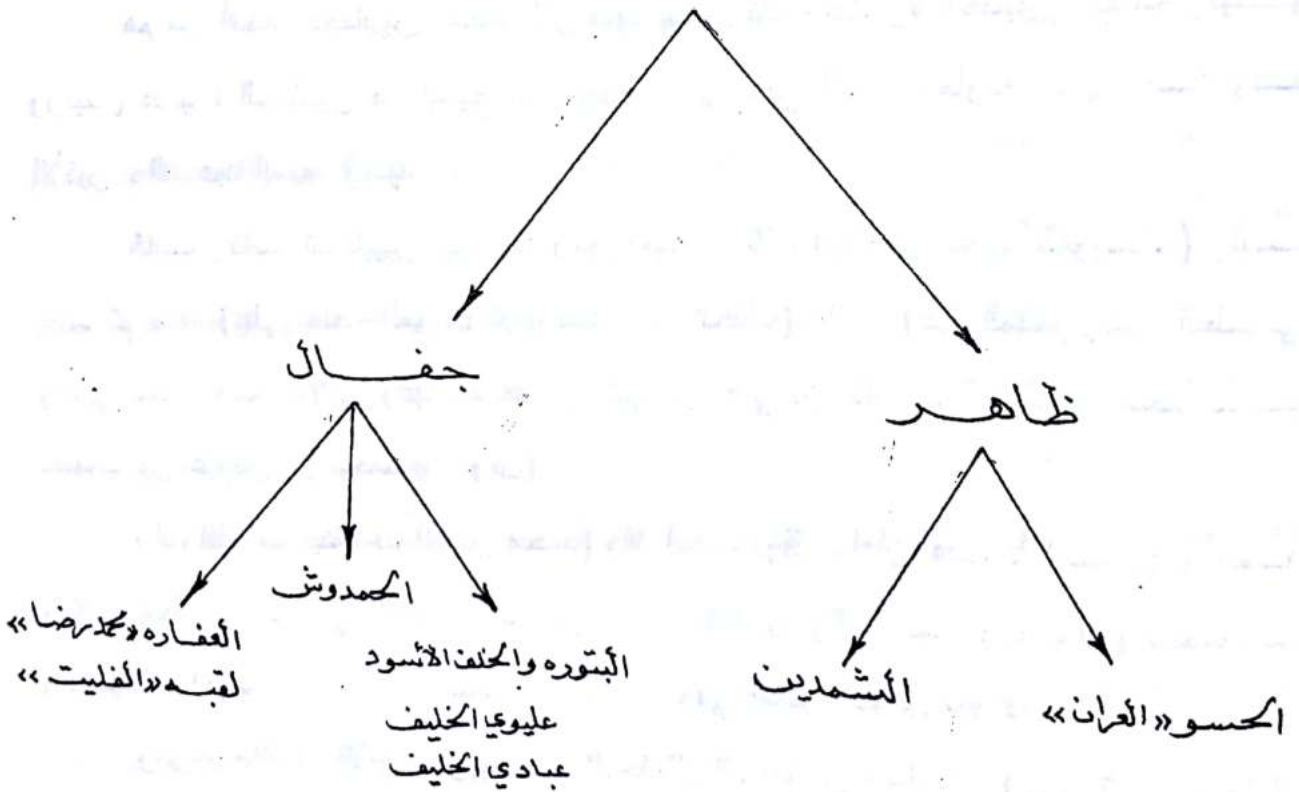 ظاهر
جفال
الحسو «العران»
الشمدين
الحمدوش
البتوره والخلف الأسود
عليوي الخليف
عبادي الخليف
العفاره «محمد رضا»
لقبه «الفليت»